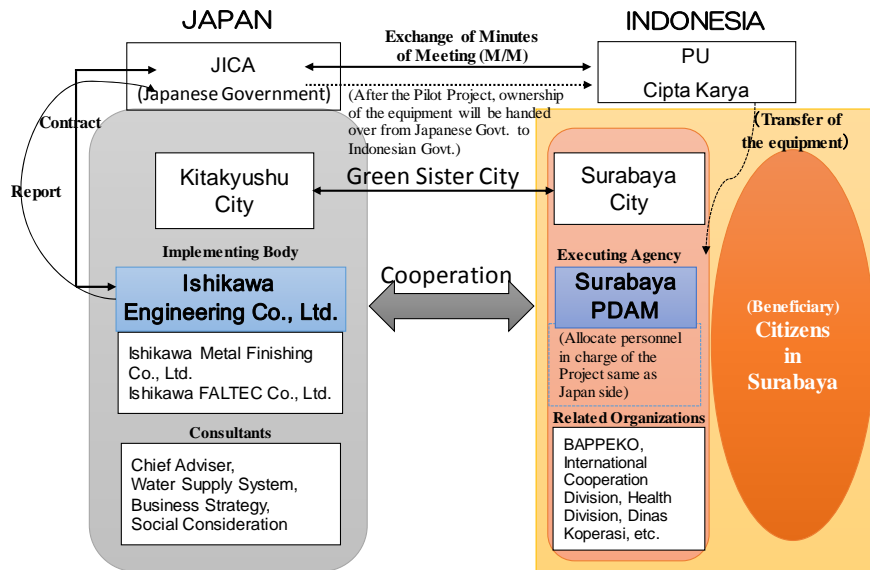 JAPAN
INDONESIA
JICA
(Japanese Government)
Exchange of Minutes
of Meeting (M/M)
PU
Cipta Karya
(After the Pilot Project, ownership
of the equipment will be handed
over from Japanese Govt. to
Indonesian Govt.)
(Transfer of
the equipment)
Contract
Report
Kitakyushu
City
Green Sister City
Surabaya
City
Implementing Body
Ishikawa
Engineering Co., Ltd.
Cooperation
Executing Agency
Surabaya
PDAM
(Allocate personnel
in charge of the
Project same as
Japan side)
(Beneficiary)
Citizens
in
Surabaya
Ishikawa Metal Finishing
Co., Ltd.
Ishikawa FALTEC Co., Ltd.
Consultants
Chief Adviser,
Water Supply System,
Business Strategy,
Social Consideration
Related Organizations
BAPPEKO,
International
Cooperation
Division, Health
Division, Dinas
Koperasi, etc.